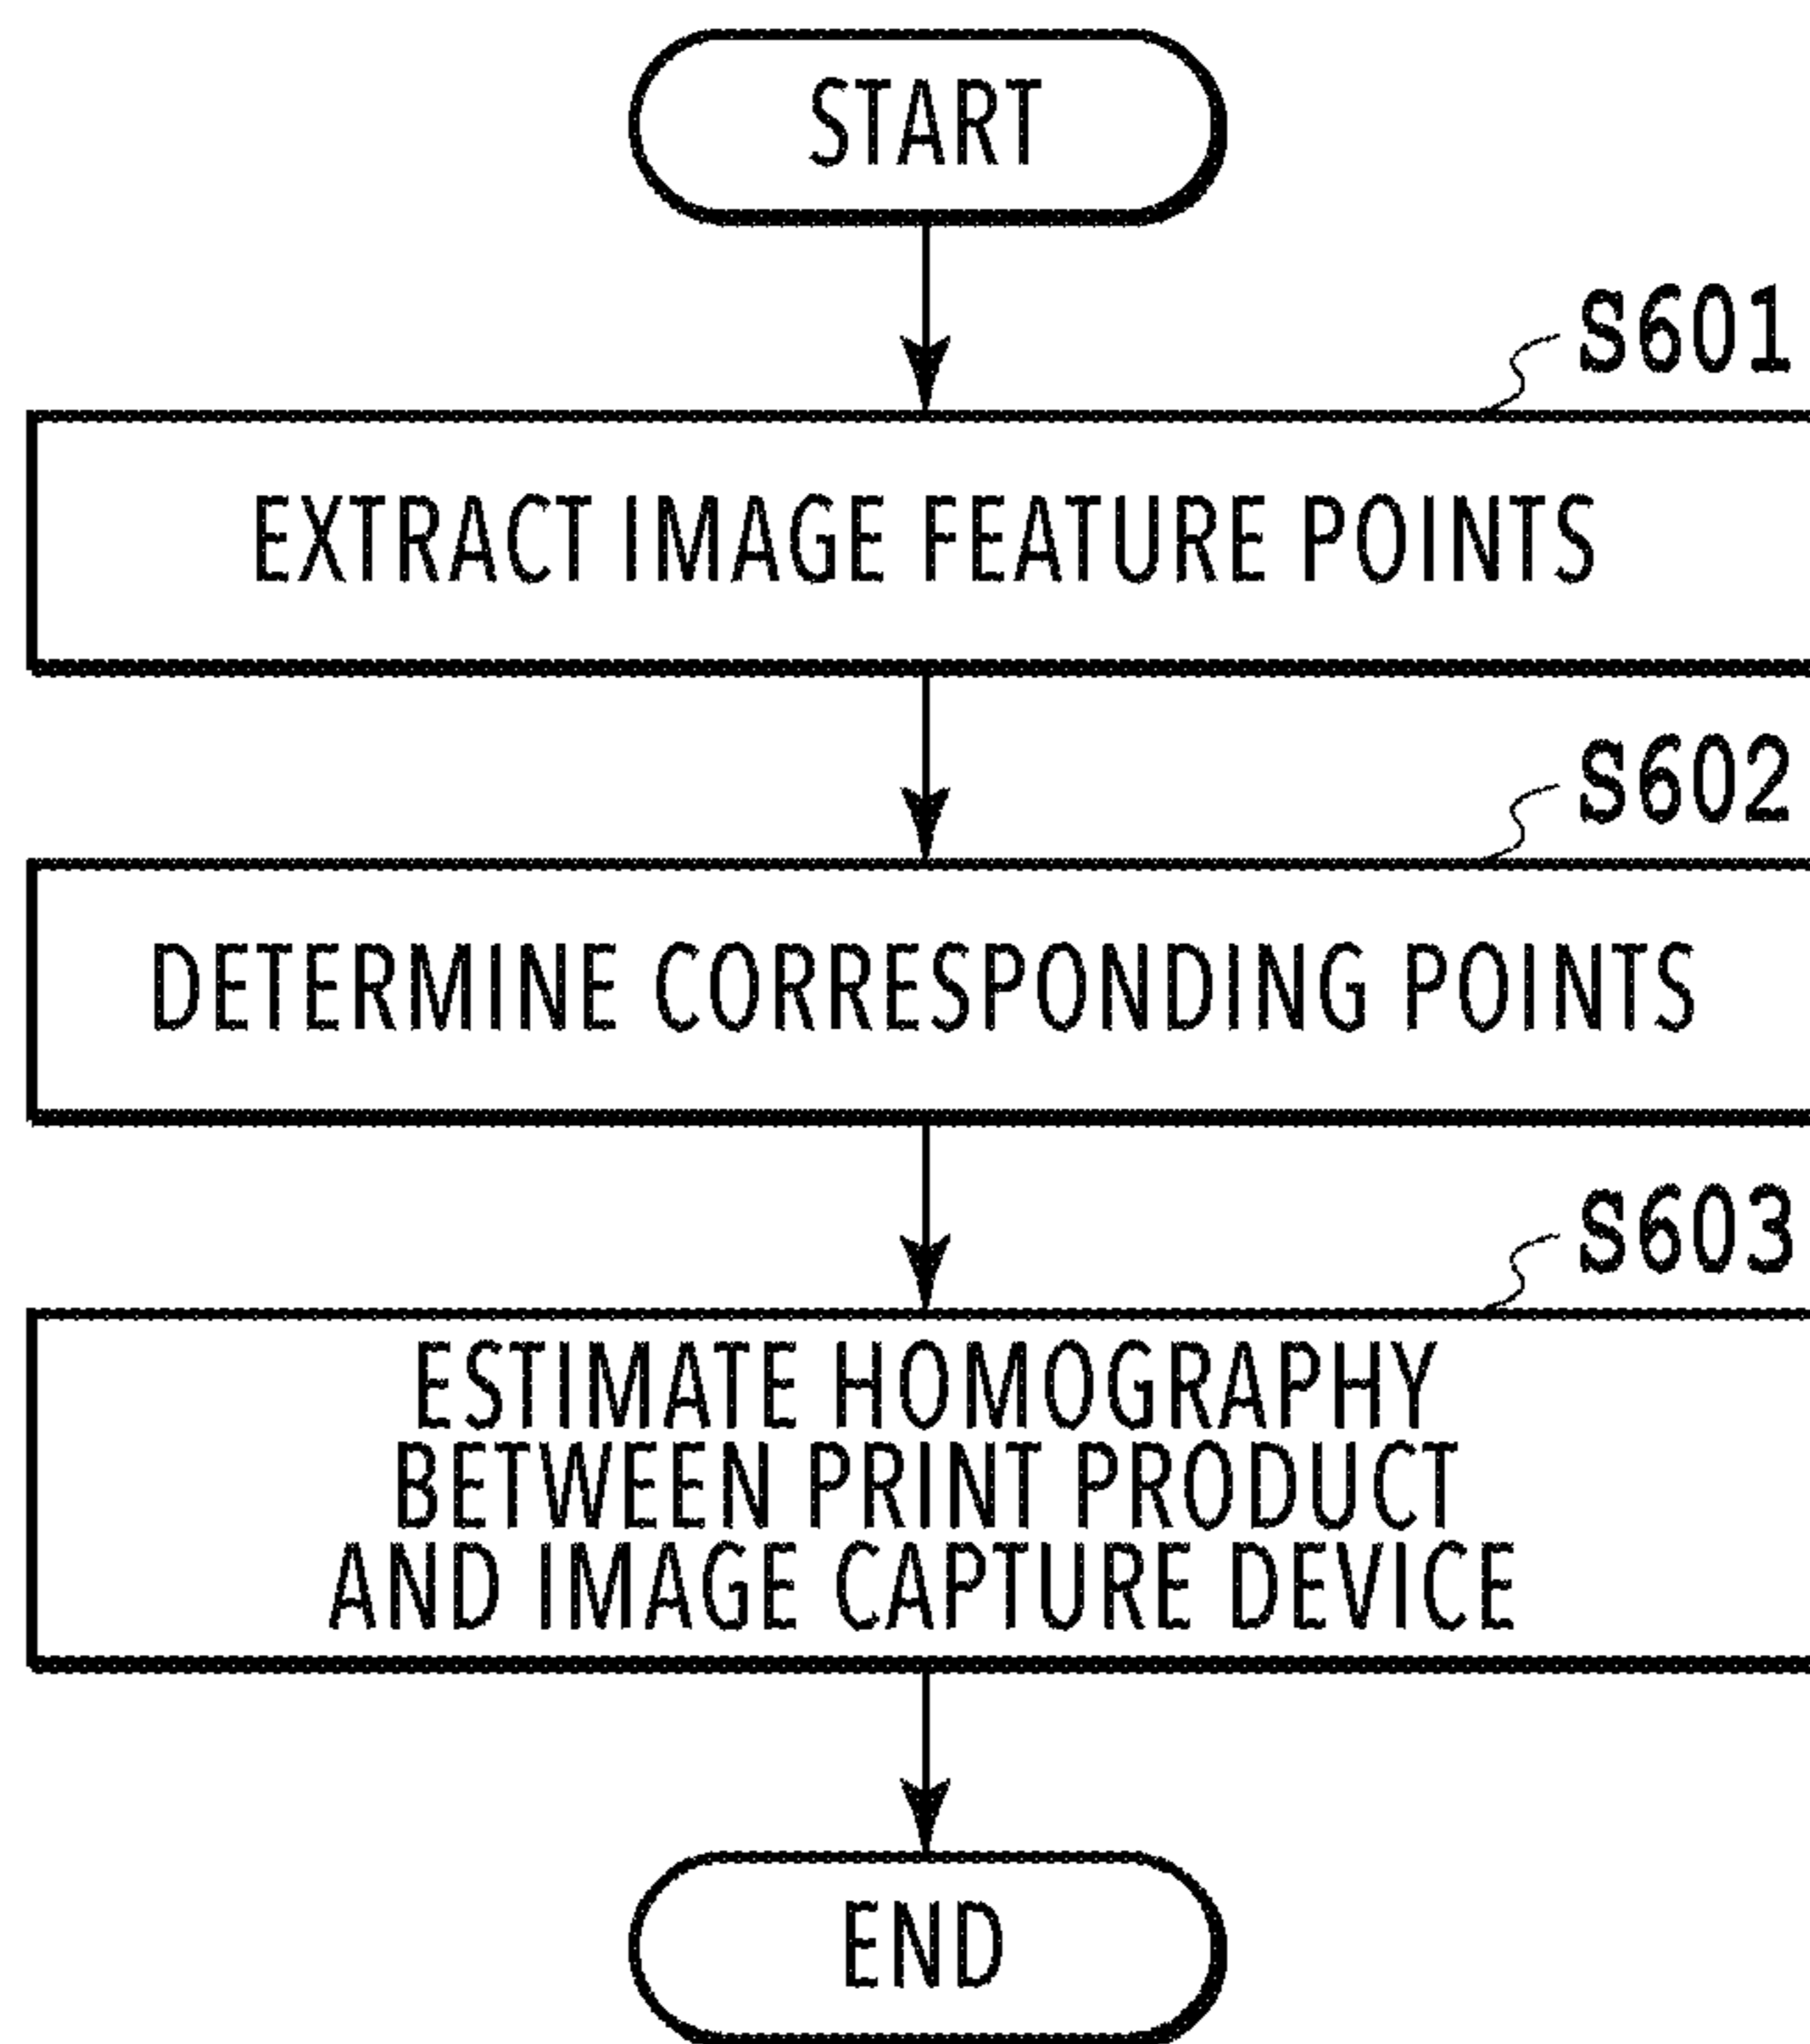 START
S601
EXTRACT IMAGE FEATURE POINTS
S602
DETERMINE CORRESPONDING POINTS
S603
ESTIMATE HOMOGRAPHY
BETWEEN PRINT PRODUCT
AND IMAGE CAPTURE DEVICE
END